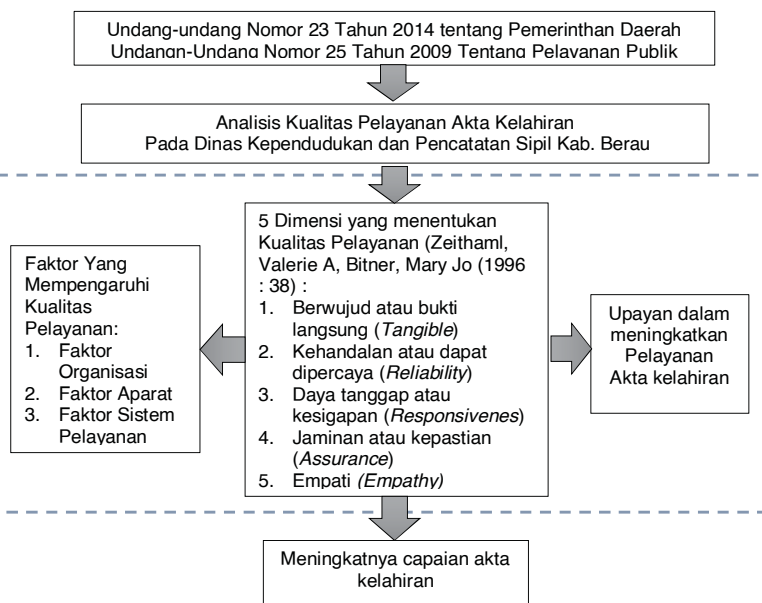 Undang-undang Nomor 23 Tahun 2014 tentang Pemerinthan Daerah
Undangan-Undang Nomor 25 Tahun 2009 Tentang Pelayanan Publik
Analisis Kualitas Pelayanan Akta Kelahiran
Pada Dinas Kependudukan dan Pencatatan Sipil Kab. Berau
5 Dimensi yang menentukan
Kualitas Pelayanan (Zeithaml,
Valerie A, Bitner, Mary Jo (1996
: 38) :
1. Berwujud atau bukti
langsung (Tangible)
2. Kehandalan atau dapat
dipercaya (Reliability)
3. Daya tanggap atau
kesigapan (Responsivenes)
4. Jaminan atau kepastian
(Assurance)
5. Empati (Empathy)
Faktor Yang
Mempengaruhi
Kualitas
Pelayanan:
1. Faktor
Organisasi
2. Faktor Aparat
3. Faktor Sistem
Pelayanan
Upayan dalam
meningkatkan
Pelayanan
Akta kelahiran
Meningkatnya capaian akta
kelahiran